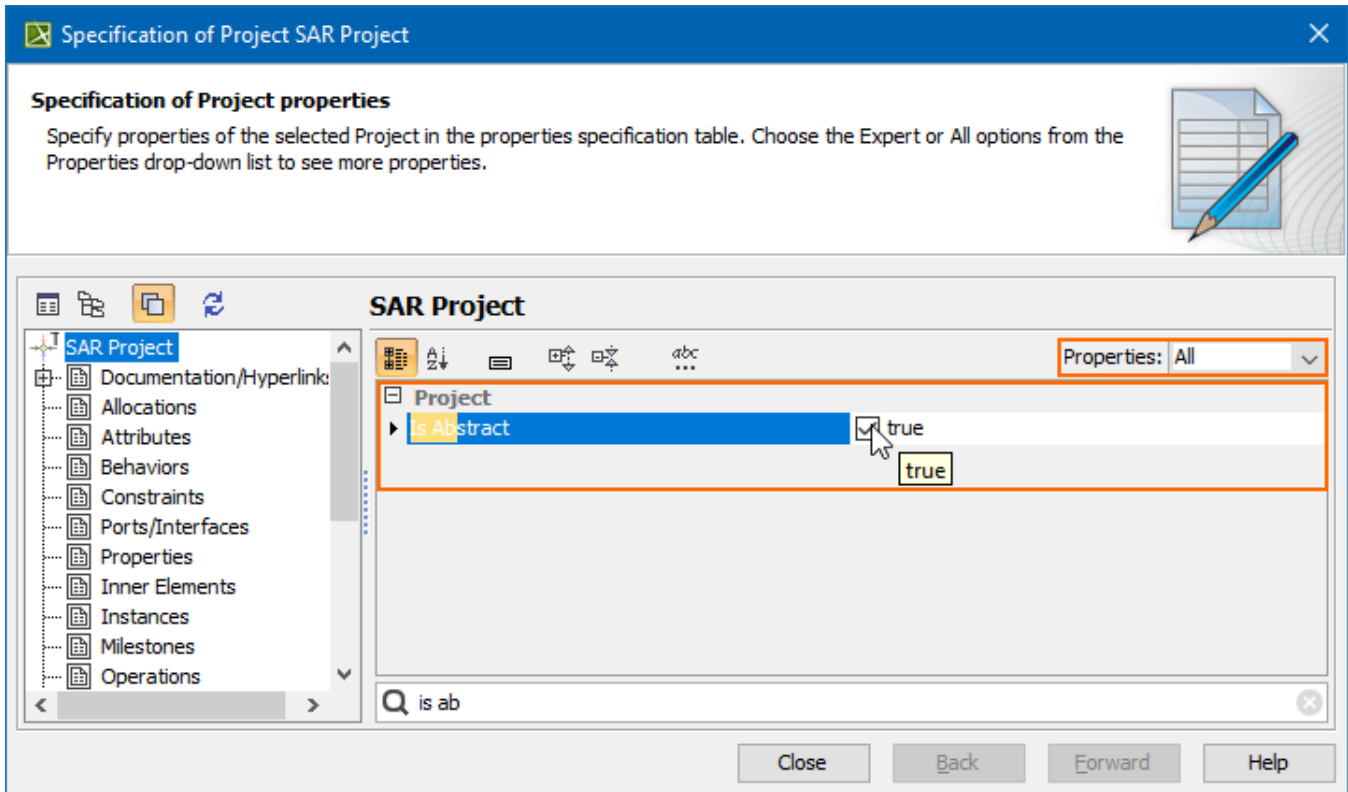 Specification of Project SAR Project
Specification of Project properties
Specify properties of the selected Project in the properties specification table. Choose the Expert or All options from the
Properties drop-down list to see more properties.
SAR Project
SAR Project
Documentation/Hyperlinks
Allocations
Attributes
Behaviors
Constraints
Ports/Interfaces
Properties
Inner Elements
Instances
Milestones
Operations
A
Z
abc
Properties: All
Project
Is Abstract true
true
is ab
Close Back Forward Help